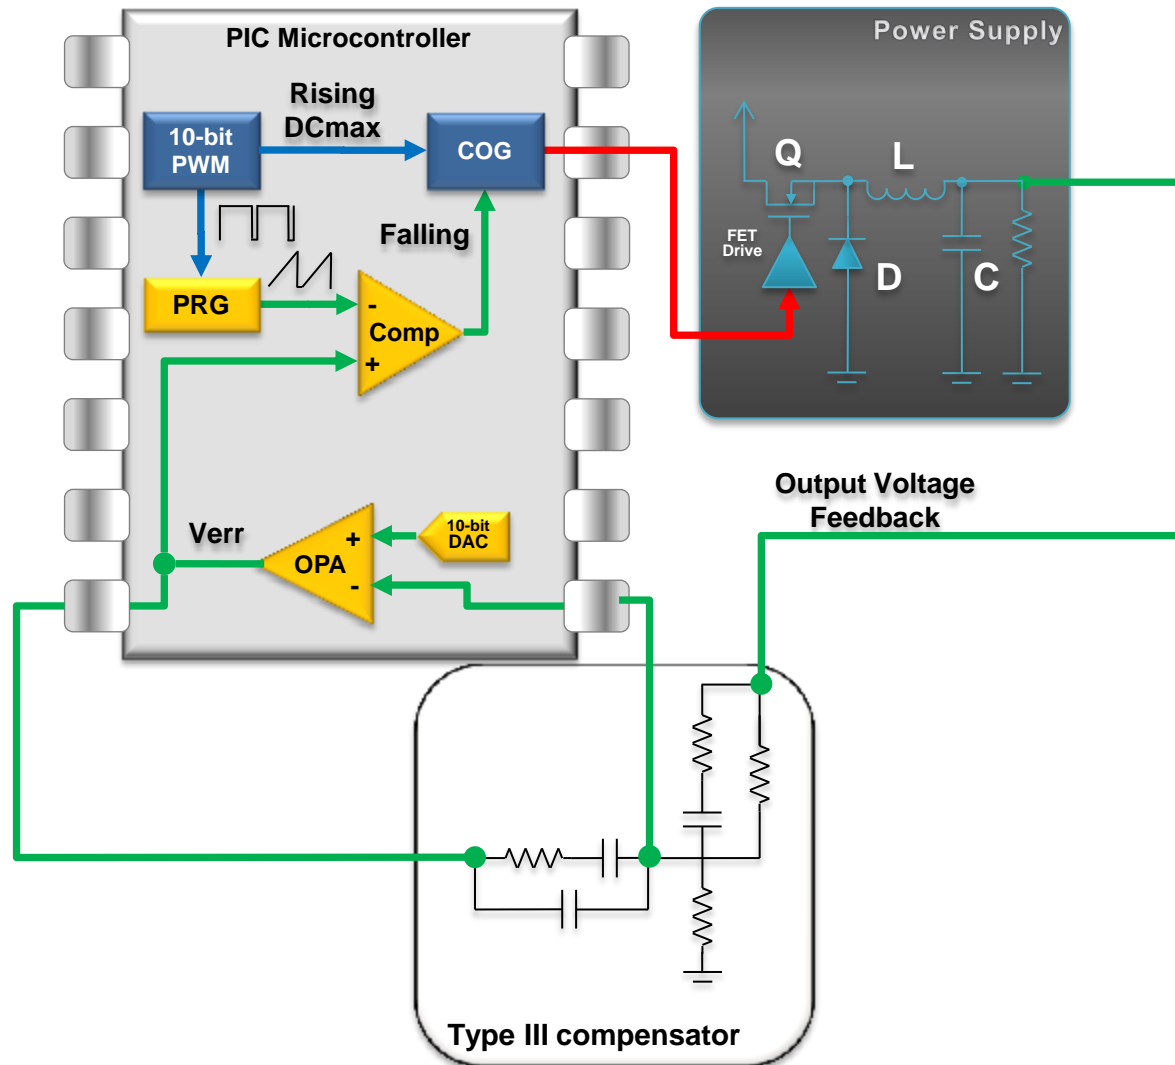 PIC Microcontroller
Rising
DCmax
10-bit
PWM
COG
Falling
PRG
-
Comp
+
Verr
OPA
+
-
10-bit
DAC
Power Supply
Q
L
FET
Drive
D
C
Output Voltage
Feedback
Type III compensator